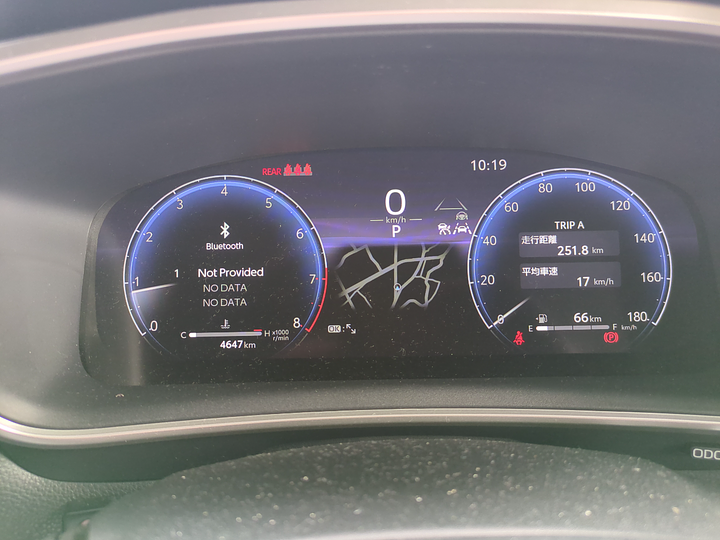 REAR
10:19
1
2
3
4
5
6
7
8
0
Bluetooth
1 Not Provided
NO DATA
NO DATA
C H x1000 r/min
4647 km
0
km/h
P
OK :
20
40
60
80
100
120
140
160
180
0
TRIP A
走行距離
251.8 km
平均車速
17 km/h
66 km
E F km/h
(P)
ODO